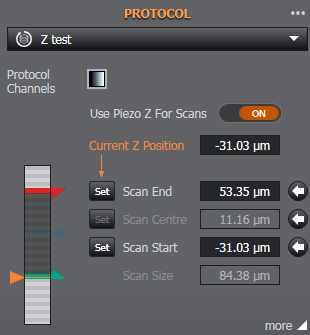 PROTOCOL
Z test
Protocol
Channels
Use Piezo Z For Scans ON
Current Z Position -31.03 µm
Set Scan End 53.35 µm
Set Scan Centre 11.16 µm
Set Scan Start -31.03 µm
Scan Size 84.38 µm
more